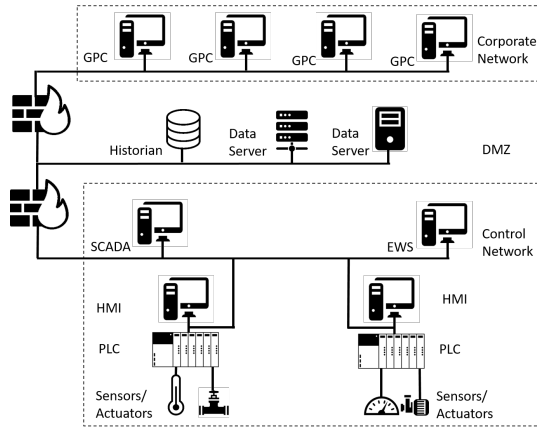 GPC
GPC
GPC
GPC
Corporate
Network
Historian
Data
Server
Data
Server
DMZ
SCADA
EWS
Control
Network
HMI
HMI
PLC
PLC
Sensors/
Actuators
Sensors/
Actuators